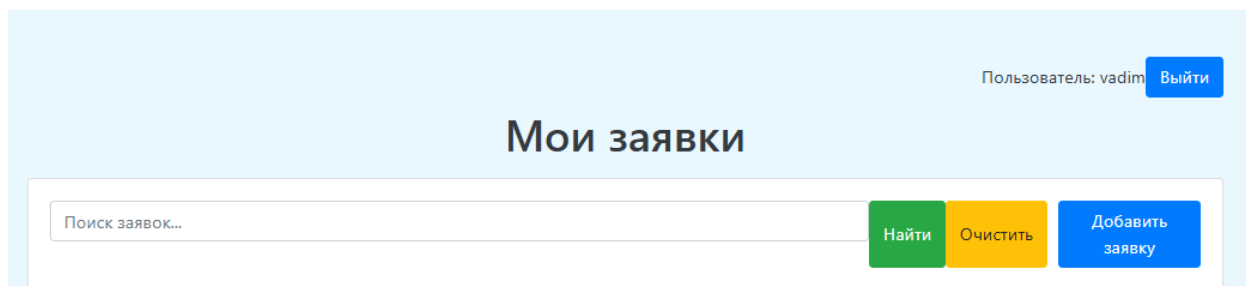 Пользователь: vadim Выйти
Мои заявки
Поиск заявок... Найти Очистить Добавить
заявку